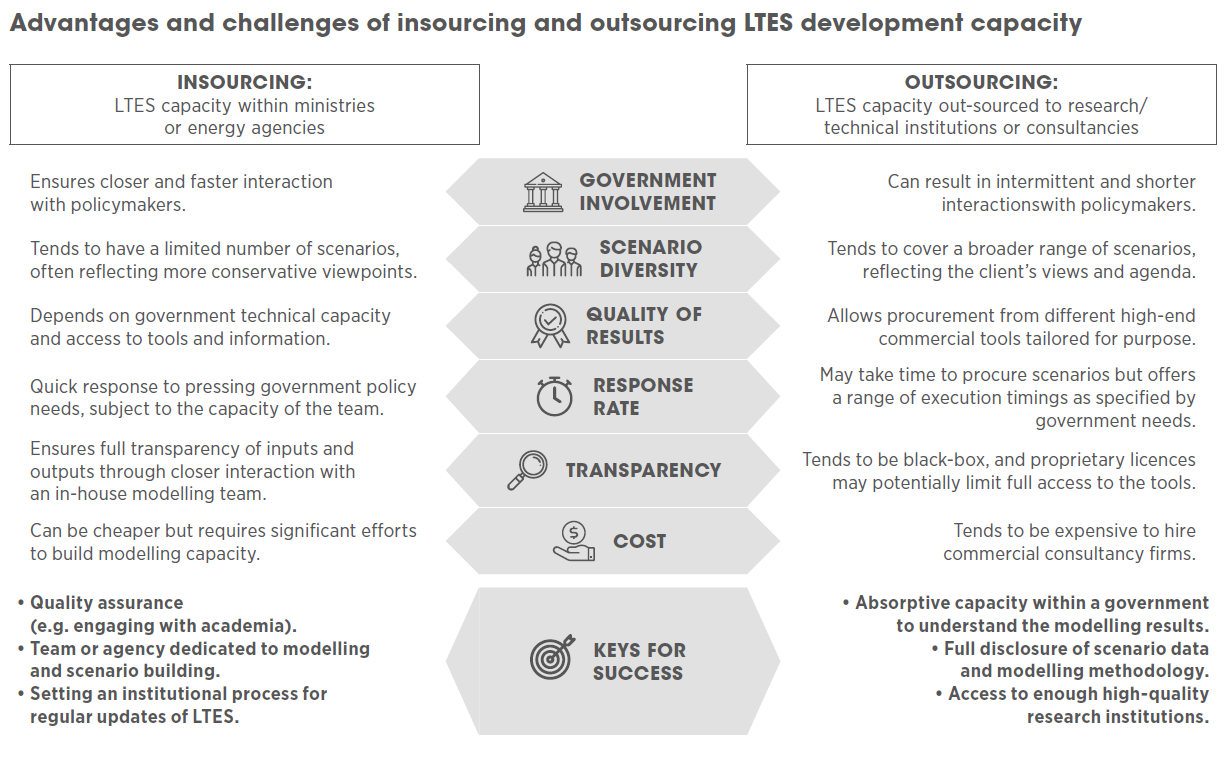 Advantages and challenges of insourcing and outsourcing LTES development capacity
INSOURCING:
LTES capacity within ministries
or energy agencies
OUTSOURCING:
LTES capacity out-sourced to research/
technical institutions or consultancies
Ensures closer and faster interaction
with policymakers.
GOVERNMENT
INVOLVEMENT
Can result in intermittent and shorter
interactionswith policymakers.
Tends to have a limited number of scenarios,
often reflecting more conservative viewpoints.
SCENARIO
DIVERSITY
Tends to cover a broader range of scenarios,
reflecting the client’s views and agenda.
Depends on government technical capacity
and access to tools and information.
QUALITY OF
RESULTS
Allows procurement from different high-end
commercial tools tailored for purpose.
Quick response to pressing government policy
needs, subject to the capacity of the team.
RESPONSE
RATE
May take time to procure scenarios but offers
a range of execution timings as specified by
government needs.
Ensures full transparency of inputs and
outputs through closer interaction with
an in-house modelling team.
TRANSPARENCY
Tends to be black-box, and proprietary licences
may potentially limit full access to the tools.
Can be cheaper but requires significant efforts
to build modelling capacity.
$
COST
Tends to be expensive to hire
commercial consultancy firms.
• Quality assurance
(e.g. engaging with academia).
• Team or agency dedicated to modelling
and scenario building.
• Setting an institutional process for
regular updates of LTES.
KEYS FOR
SUCCESS
• Absorptive capacity within a government
to understand the modelling results.
• Full disclosure of scenario data
and modelling methodology.
• Access to enough high-quality
research institutions.